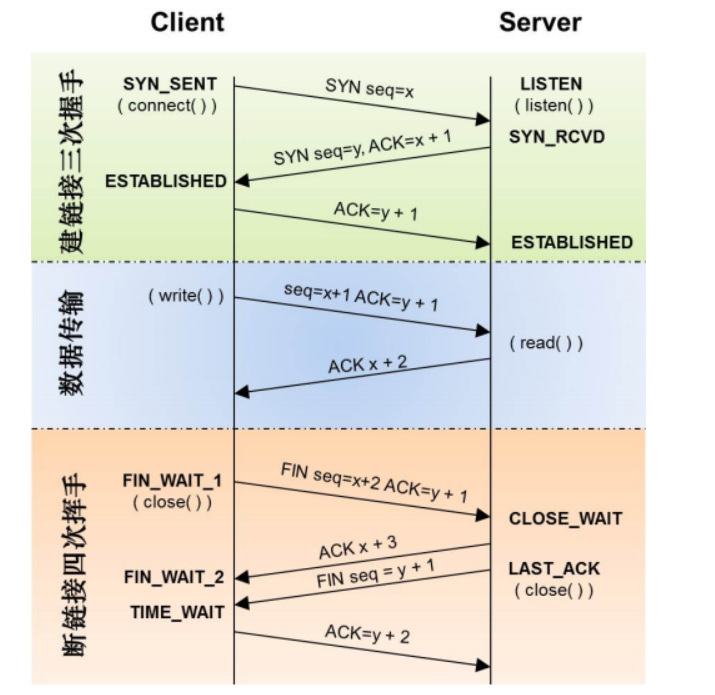 Client
Server
建链接三次握手
SYN_SENT
( connect( ) )
SYN seq=x
LISTEN
( listen( ) )
SYN_RCVD
SYN seq=y, ACK=x + 1
ESTABLISHED
ACK=y + 1
ESTABLISHED
数据传输
( write( ) )
seq=x+1 ACK=y + 1
( read( ) )
ACK x + 2
断链接四次挥手
FIN_WAIT_1
( close( ) )
FIN seq=x+2 ACK=y + 1
CLOSE_WAIT
ACK x + 3
FIN_WAIT_2
FIN seq = y + 1
LAST_ACK
( close( ) )
TIME_WAIT
ACK=y + 2